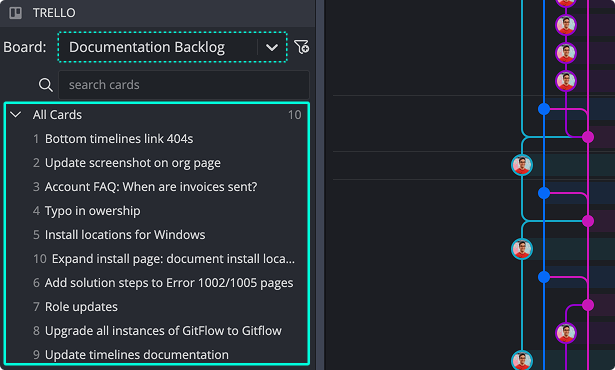 TRELLO
Board: Documentation Backlog
search cards
All Cards 10
1 Bottom timelines link 404s
2 Update screenshot on org page
3 Account FAQ: When are invoices sent?
4 Typo in owership
5 Install locations for Windows
10 Expand install page: document install loca...
6 Add solution steps to Error 1002/1005 pages
7 Role updates
8 Upgrade all instances of GitFlow to Gitflow
9 Update timelines documentation